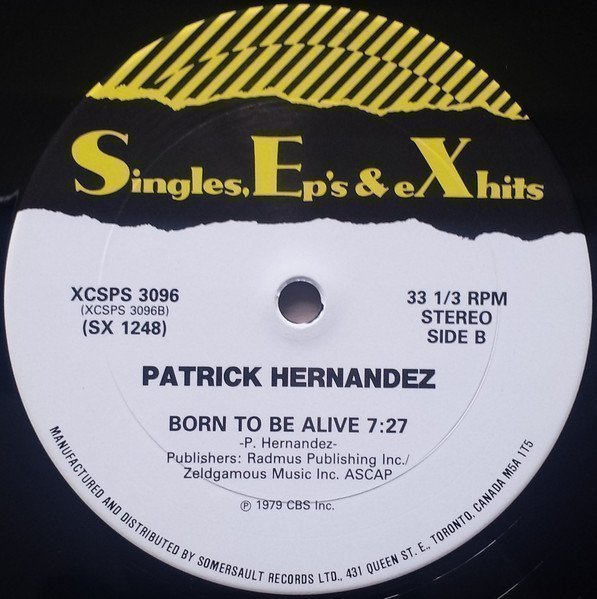 Singles, Ep's & eXhits
XCSPS 3096
(XCSPS 3096B)
(SX 1248)
33 1/3 RPM
STEREO
SIDE B
PATRICK HERNANDEZ
BORN TO BE ALIVE 7:27
-P. Hernandez-
Publishers: Radmus Publishing Inc./
Zeldgamous Music Inc. ASCAP
℗ 1979 CBS Inc.
MANUFACTURED AND DISTRIBUTED BY SOMERSAULT RECORDS LTD., 431 QUEEN ST. E., TORONTO, CANADA M5A 1T5